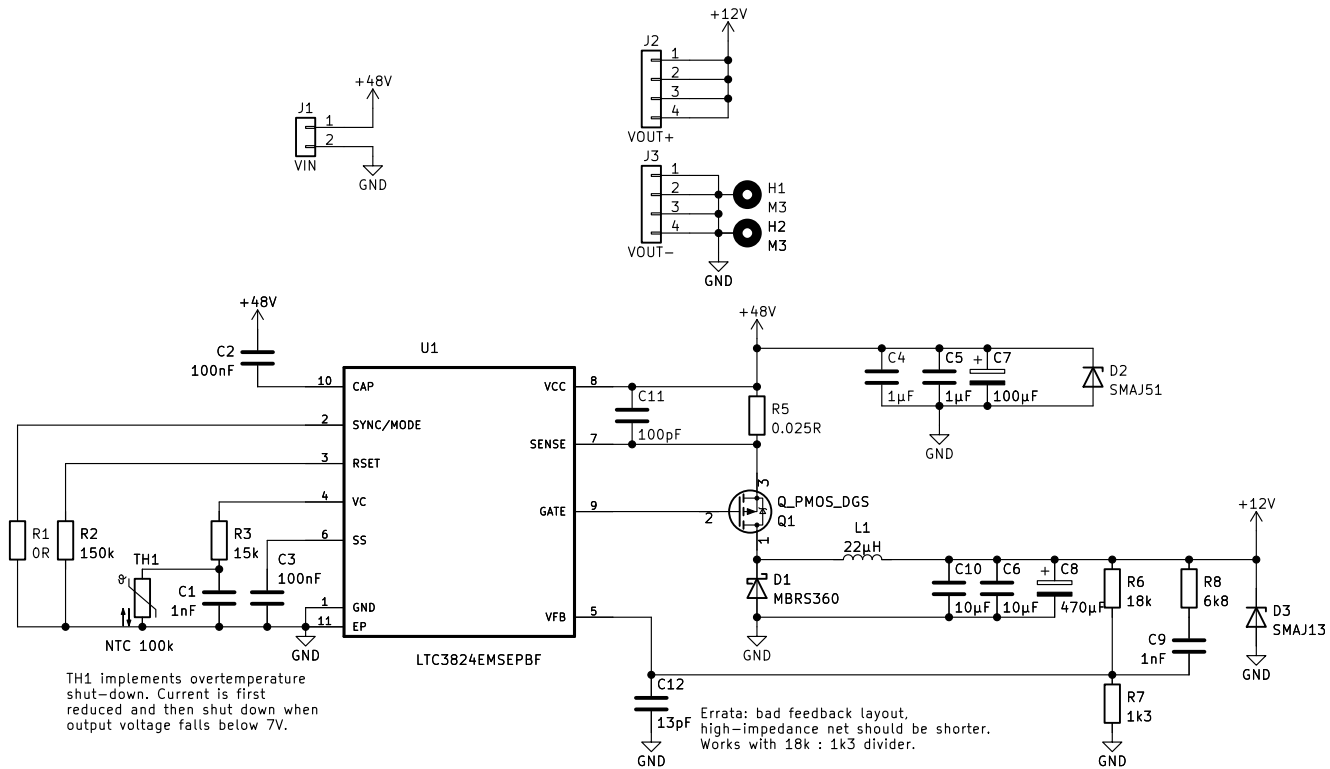 +12V
J2
1
2
3
4
VOUT+
+48V
J1
1
2
VIN
GND
J3
1
2
3
4
VOUT-
H1
M3
H2
M3
GND
+48V
C2
100nF
U1
10 CAP
2 SYNC/MODE
3 RSET
4 VC
6 SS
1 GND
11 EP
VCC 8
SENSE 7
GATE 9
VFB 5
LTC3824EMSEPBF
R1
0R
R2
150k
TH1
ϑ
NTC 100k
R3
15k
C1
1nF
C3
100nF
GND
TH1 implements overtemperature
shut-down. Current is first
reduced and then shut down when
output voltage falls below 7V.
+48V
C11
100pF
R5
0.025R
C4
1µF
C5
1µF
+ C7
100µF
D2
SMAJ51
GND
3
2
1
Q_PMOS_DGS
Q1
L1
22µH
D1
MBRS360
GND
C10
10µF
C6
10µF
+ C8
470µF
R6
18k
R8
6k8
C9
1nF
+12V
D3
SMAJ13
GND
C12
13pF
GND
R7
1k3
GND
Errata: bad feedback layout,
high-impedance net should be shorter.
Works with 18k : 1k3 divider.